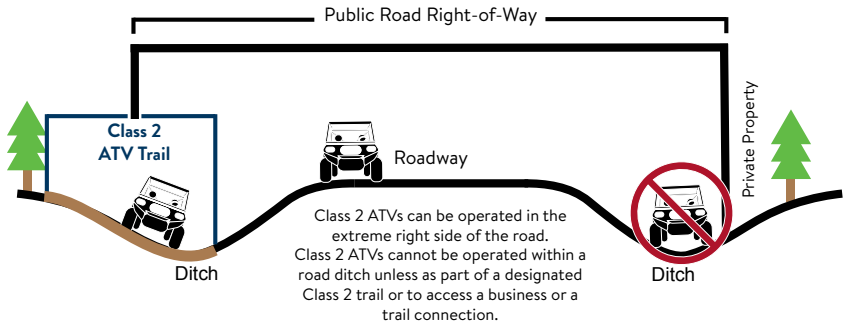 Public Road Right-of-Way
Class 2
ATV Trail
Roadway
Private Property
Class 2 ATVs can be operated in the
extreme right side of the road.
Class 2 ATVs cannot be operated within a
road ditch unless as part of a designated
Class 2 trail or to access a business or a
trail connection.
Ditch
Ditch